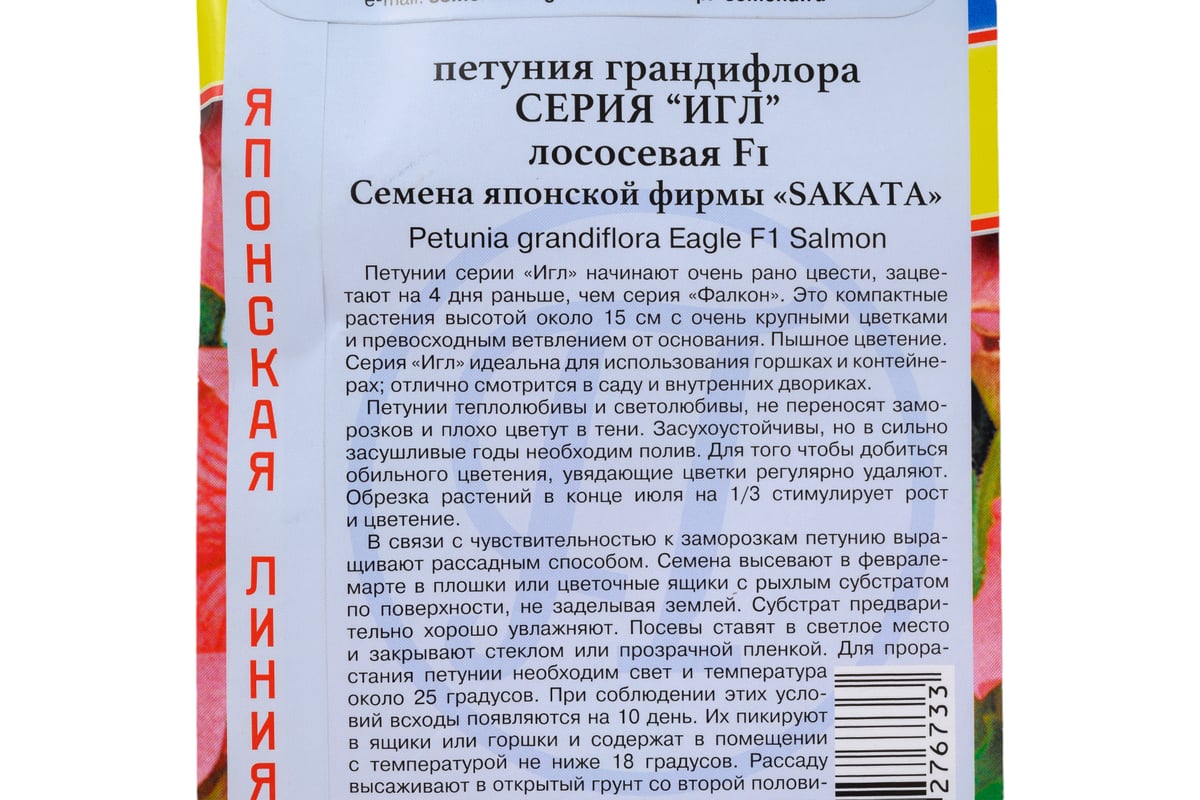 ЯПОНСКАЯ ЛИНИЯ
петуния грандифлора
СЕРИЯ “ИГЛ”
лососевая F1
Семена японской фирмы «SAKATA»
Petunia grandiflora Eagle F1 Salmon
Петунии серии «Игл» начинают очень рано цвести, зацве-
тают на 4 дня раньше, чем серия «Фалкон». Это компактные
растения высотой около 15 см с очень крупными цветками
и превосходным ветвлением от основания. Пышное цветение.
Серия «Игл» идеальна для использования горшках и контейне-
рах; отлично смотрится в саду и внутренних двориках.
Петунии теплолюбивы и светолюбивы, не переносят замо-
розков и плохо цветут в тени. Засухоустойчивы, но в сильно
засушливые годы необходим полив. Для того чтобы добиться
обильного цветения, увядающие цветки регулярно удаляют.
Обрезка растений в конце июля на 1/3 стимулирует рост
и цветение.
В связи с чувствительностью к заморозкам петунию выра-
щивают рассадным способом. Семена высевают в феврале-
марте в плошки или цветочные ящики с рыхлым субстратом
по поверхности, не заделывая землей. Субстрат предвари-
тельно хорошо увлажняют. Посевы ставят в светлое место
и закрывают стеклом или прозрачной пленкой. Для прора-
стания петунии необходим свет и температура
около 25 градусов. При соблюдении этих усло-
вий всходы появляются на 10 день. Их пикируют
в ящики или горшки и содержат в помещении
с температурой не ниже 18 градусов. Рассаду
высаживают в открытый грунт со второй полови-
276733